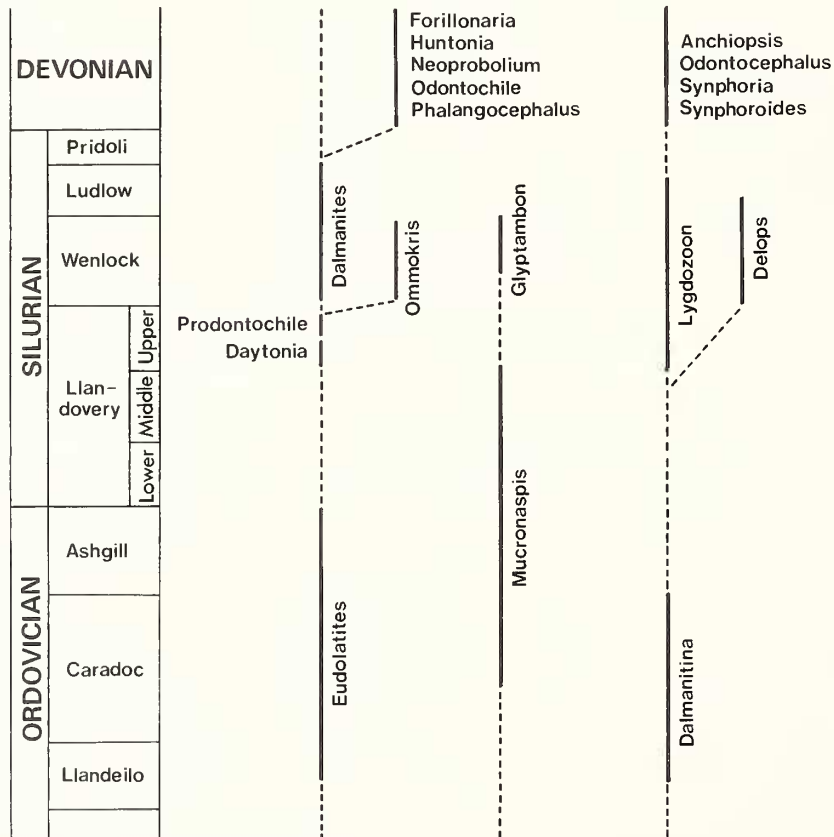 DEVONIAN
Forillonaria
Huntonia
Neoprobolium
Odontochile
Phalangocephalus
Anchiopsis
Odontocephalus
Synphoria
Synphoroides
SILURIAN
Pridoli
Ludlow
Wenlock
Llan-
dovery
Upper
Middle
Lower
Dalmanites
Ommokris
Glyptambon
Lygdozoon
Delops
Prodontochile
Daytonia
Mucronaspis
ORDOVICIAN
Ashgill
Caradoc
Llandeilo
Eudolatites
Dalmanitina